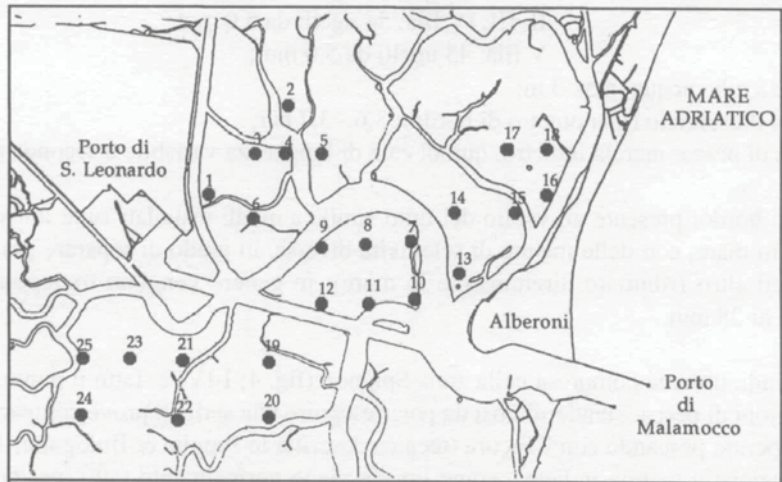 2
MARE
ADRIATICO
17 18
4 5
Porto di
S. Leonardo
1
16
6
14 15
9 8 7
13
12 11 10
Alberoni
25 23 21 19
Porto
di
Malamocco
24 22 20